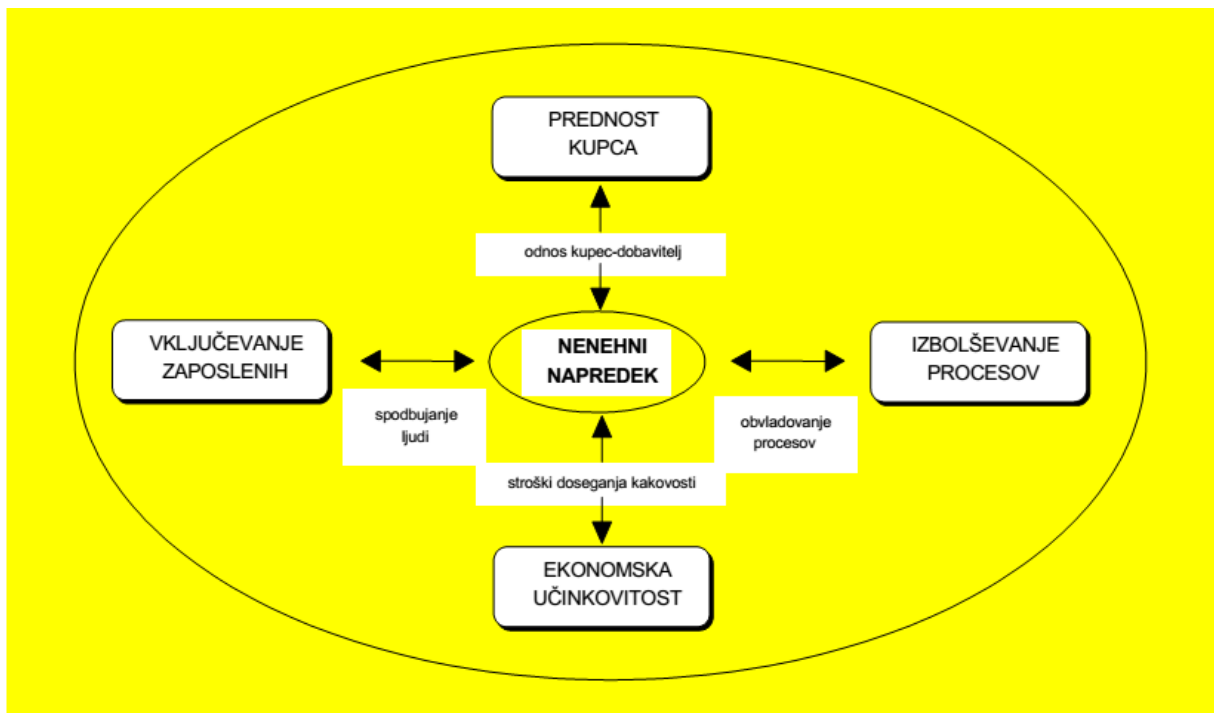 PREDNOST
KUPCA
odnos kupec-dobavitelj
VKLJUČEVANJE
ZAPOSLENIH
NENEHNI
NAPREDEK
IZBOLŠEVANJE
PROCESOV
spodbujanje
ljudi
obvladovanje
procesov
stroški doseganja kakovosti
EKONOMSKA
UČINKOVITOST